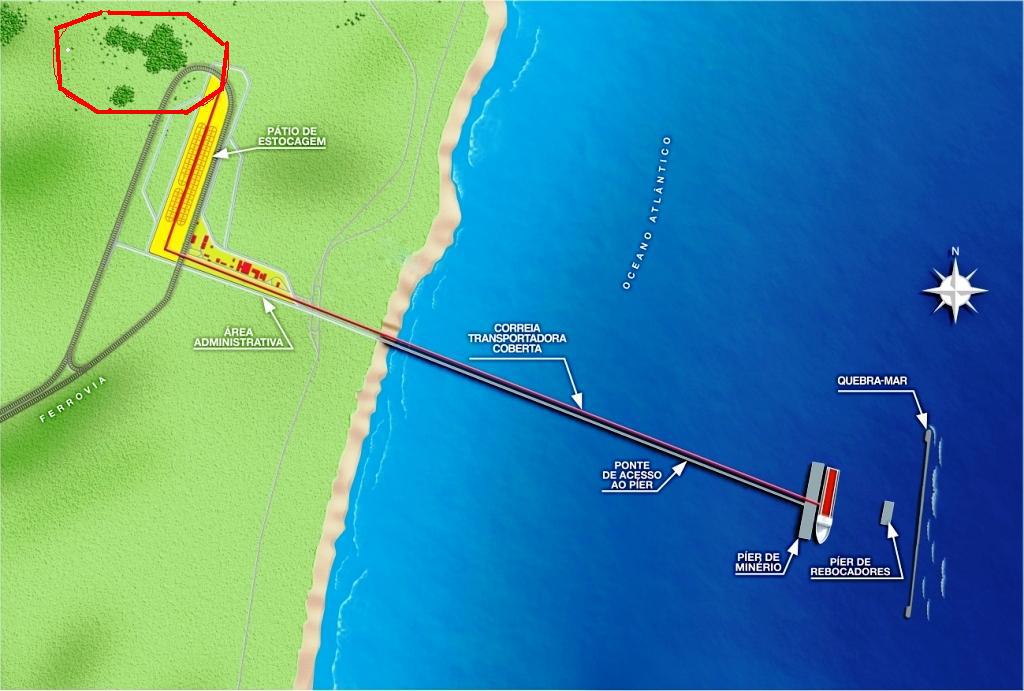 PÁTIO DE
ESTOCAGEM
OCEANO ATLÂNTICO
N
ÁREA
ADMINISTRATIVA
CORREIA
TRANSPORTADORA
COBERTA
QUEBRA-MAR
FERROVIA
PONTE
DE ACESSO
AO PÍER
PÍER DE
MINÉRIO
PÍER DE
REBOCADORES